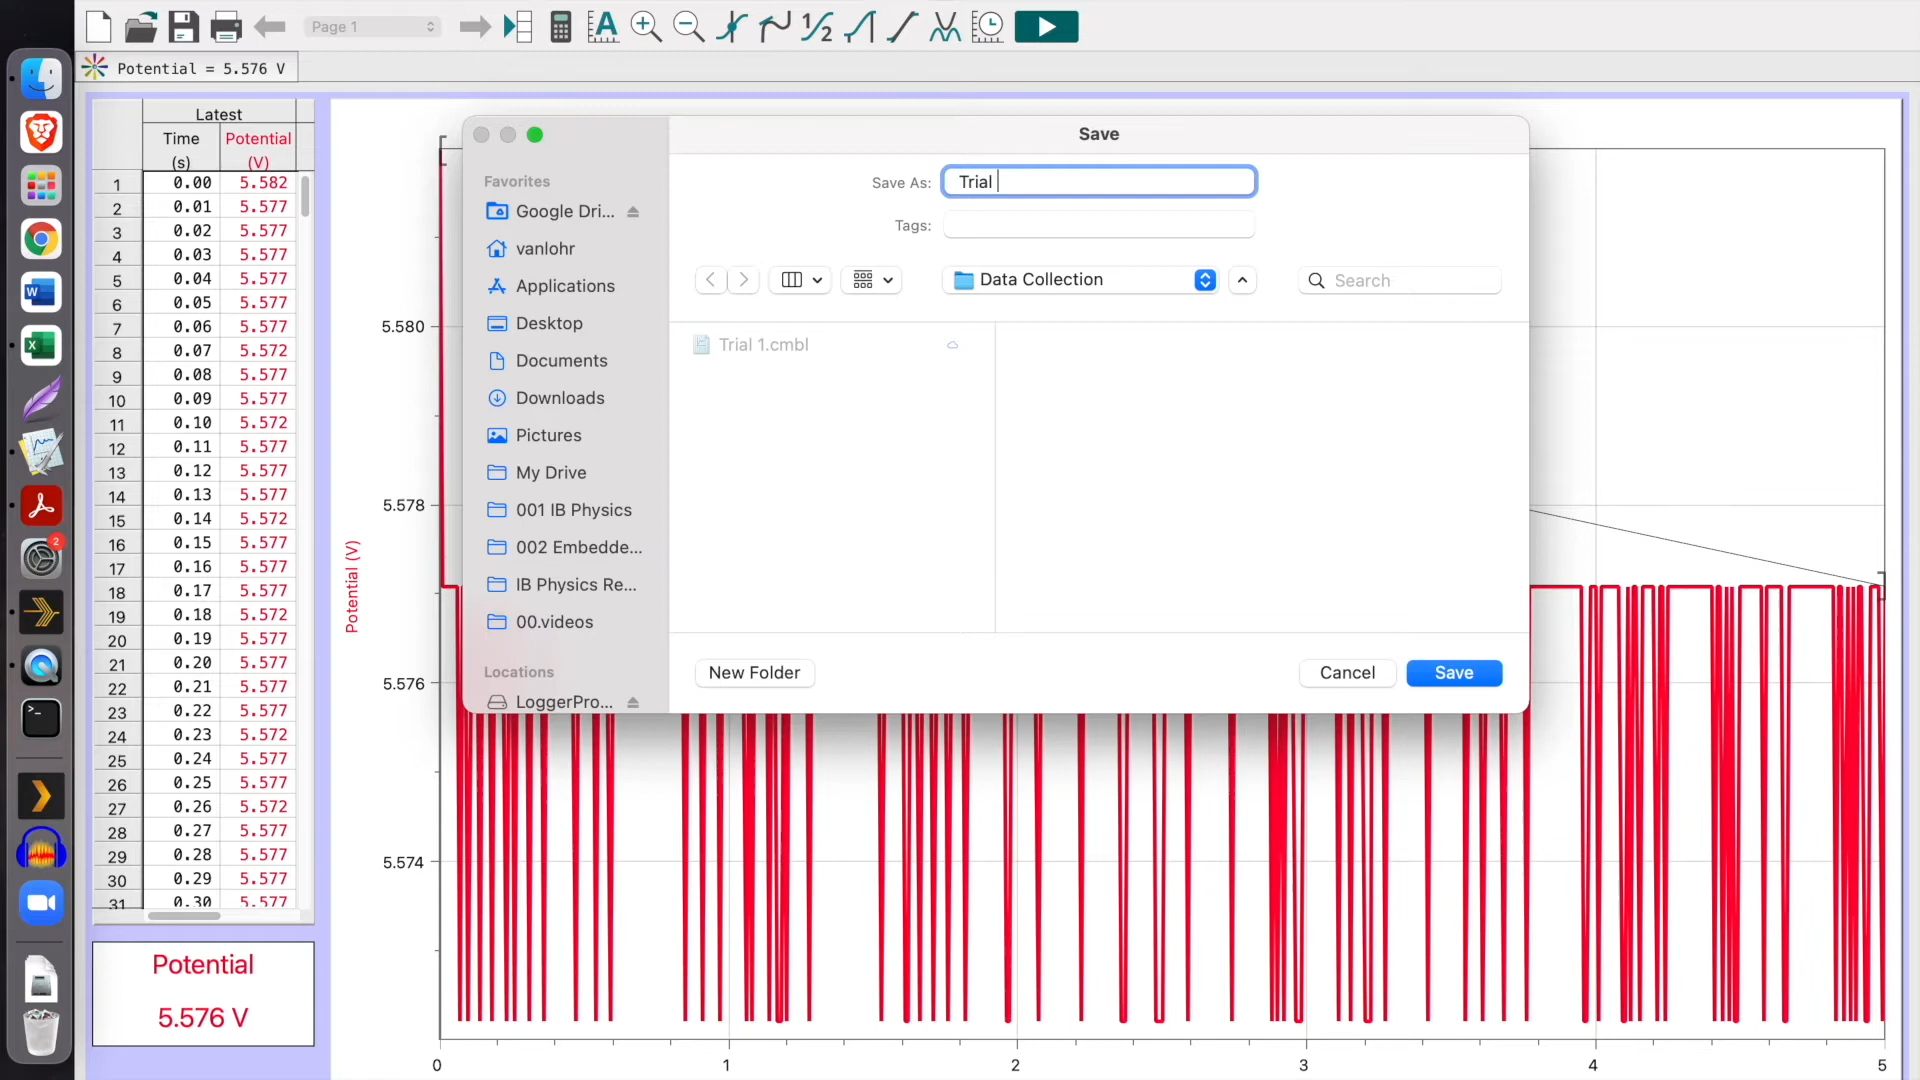 Page 1
Potential = 5.576 V
Latest
Time Potential
(s) (V)
1 0.00 5.582
2 0.01 5.577
3 0.02 5.577
4 0.03 5.577
5 0.04 5.577
6 0.05 5.577
7 0.06 5.577
8 0.07 5.572
9 0.08 5.577
10 0.09 5.577
11 0.10 5.572
12 0.11 5.577
13 0.12 5.577
14 0.13 5.577
15 0.14 5.572
16 0.15 5.577
17 0.16 5.577
18 0.17 5.577
19 0.18 5.572
20 0.19 5.577
21 0.20 5.577
22 0.21 5.577
23 0.22 5.577
24 0.23 5.572
25 0.24 5.577
26 0.25 5.577
27 0.26 5.572
28 0.27 5.577
29 0.28 5.577
30 0.29 5.577
31 0.30 5.577
Potential
5.576 V
Save
Save As: Trial
Tags:
Data Collection
Search
Trial 1.cmbl
Favorites
Google Dri...
vanlohr
Applications
Desktop
Documents
Downloads
Pictures
My Drive
001 IB Physics
002 Embedde...
IB Physics Re...
00.videos
Locations
LoggerPro...
New Folder
Cancel
Save
Potential (V)
5.580
5.578
5.576
5.574
0 1 2 3 4 5
2